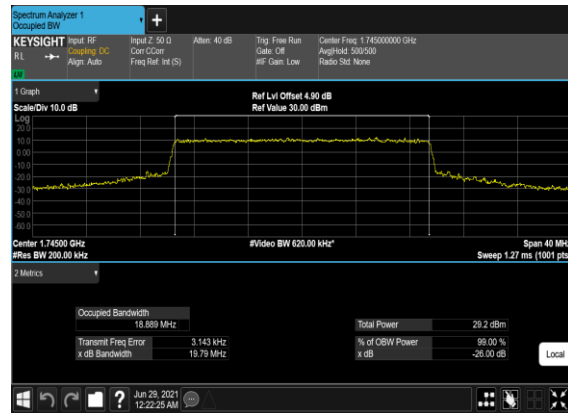 Spectrum Analyzer 1
Occupied BW
KEYSIGHT
RL
Input: RF
Coupling: DC
Align: Auto
Input Z: 50 Ω
Corr CCorr
Freq Ref: Int (S)
Atten: 40 dB
Trig: Free Run
Gate: Off
#IF Gain: Low
Center Freq: 1.745000000 GHz
Avg|Hold: 500/500
Radio Std: None
1 Graph
Scale/Div 10.0 dB
Ref Lvl Offset 4.90 dB
Ref Value 30.00 dBm
Log
20.0
10.0
0.00
-10.0
-20.0
-30.0
-40.0
-50.0
-60.0
Center 1.74500 GHz
#Res BW 200.00 kHz
#Video BW 620.00 kHz*
Span 40 MHz
Sweep 1.27 ms (1001 pts
2 Metrics
Occupied Bandwidth
18.889 MHz
Transmit Freq Error 3.143 kHz
x dB Bandwidth 19.79 MHz
Total Power 29.2 dBm
% of OBW Power 99.00 %
x dB -26.00 dB
Local
?
Jun 29, 2021
12:22:25 AM